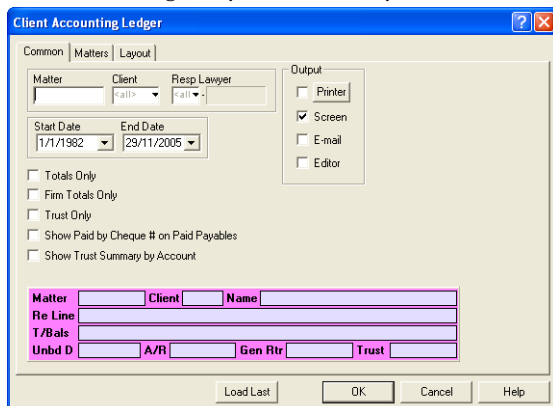 Client Accounting Ledger
Common Matters Layout
Matter Client Resp Lawyer
<all> <all -
Output
Printer
Screen
E-mail
Editor
Start Date End Date
1/1/1982 29/11/2005
Totals Only
Firm Totals Only
Trust Only
Show Paid by Cheque # on Paid Payables
Show Trust Summary by Account
Matter Client Name
Re Line
T/Bals
Unbd D A/R Gen Rtr Trust
Load Last OK Cancel Help